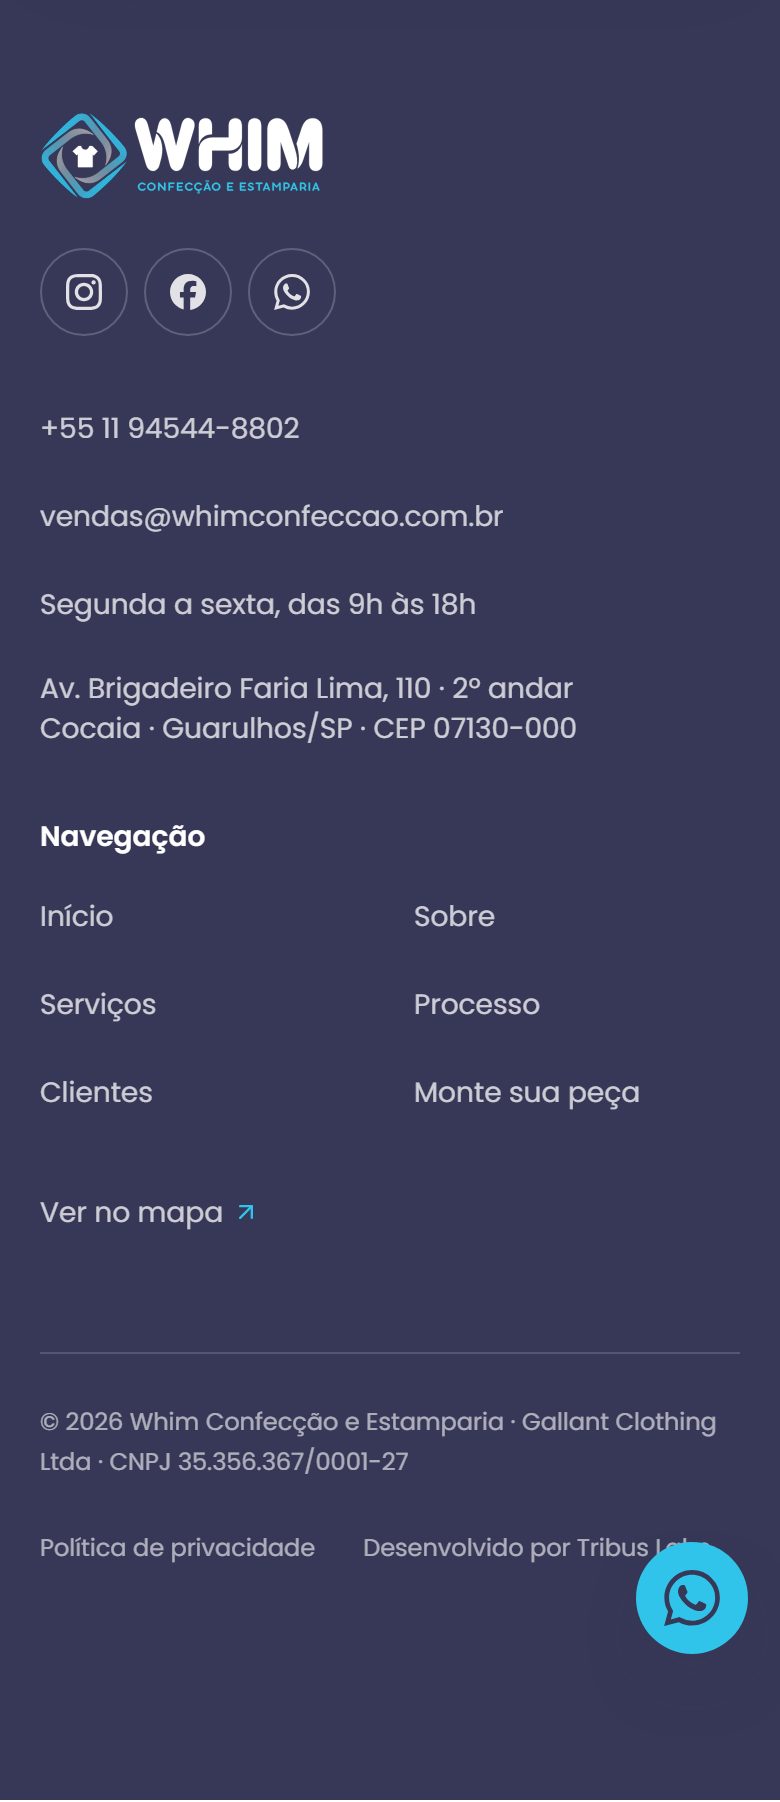 WHIM
CONFECÇÃO E ESTAMPARIA
+55 11 94544-8802
vendas@whimconfeccao.com.br
Segunda a sexta, das 9h às 18h
Av. Brigadeiro Faria Lima, 110 · 2º andar
Cocaia · Guarulhos/SP · CEP 07130-000
Navegação
Início
Sobre
Serviços
Processo
Clientes
Monte sua peça
Ver no mapa
© 2026 Whim Confecção e Estamparia · Gallant Clothing
Ltda · CNPJ 35.356.367/0001-27
Política de privacidade
Desenvolvido por Tribus